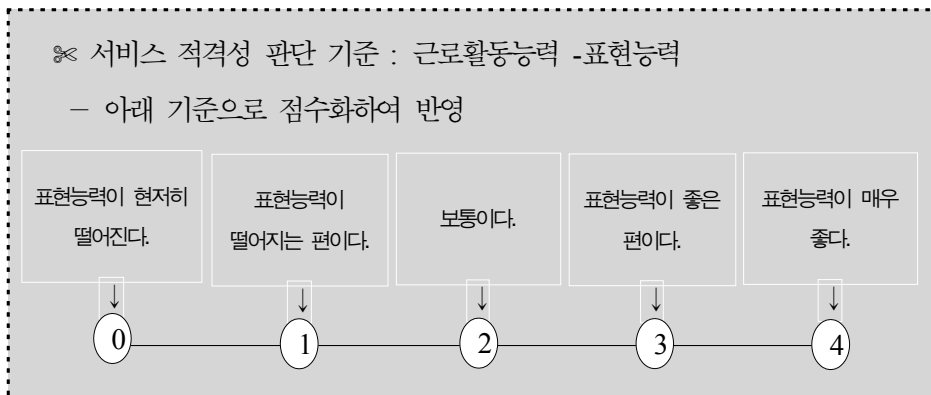 ✄ 서비스 적격성 판단 기준 : 근로활동능력 -표현능력
- 아래 기준으로 점수화하여 반영
표현능력이 현저히
떨어진다.
표현능력이
떨어지는 편이다.
보통이다.
표현능력이 좋은
편이다.
표현능력이 매우
좋다.
↓ ↓ ↓ ↓ ↓
0 1 2 3 4